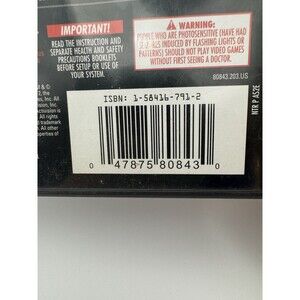 IMPORTANT!
READ THE INSTRUCTION AND
SEPARATE HEALTH AND SAFETY
PRECAUTIONS BOOKLETS
BEFORE SETUP OR USE OF
YOUR SYSTEM.
WARNING:
PEOPLE WHO ARE PHOTOSENSITIVE (HAVE HAD
INDUCED BY FLASHING LIGHTS OR
PATTERNS) SHOULD NOT PLAY VIDEO GAMES
WITHOUT FIRST SEEING A DOCTOR.
80843.203.US
NTR P AS2E
ISBN: 1-58416-791-2
0 47875 80843 0